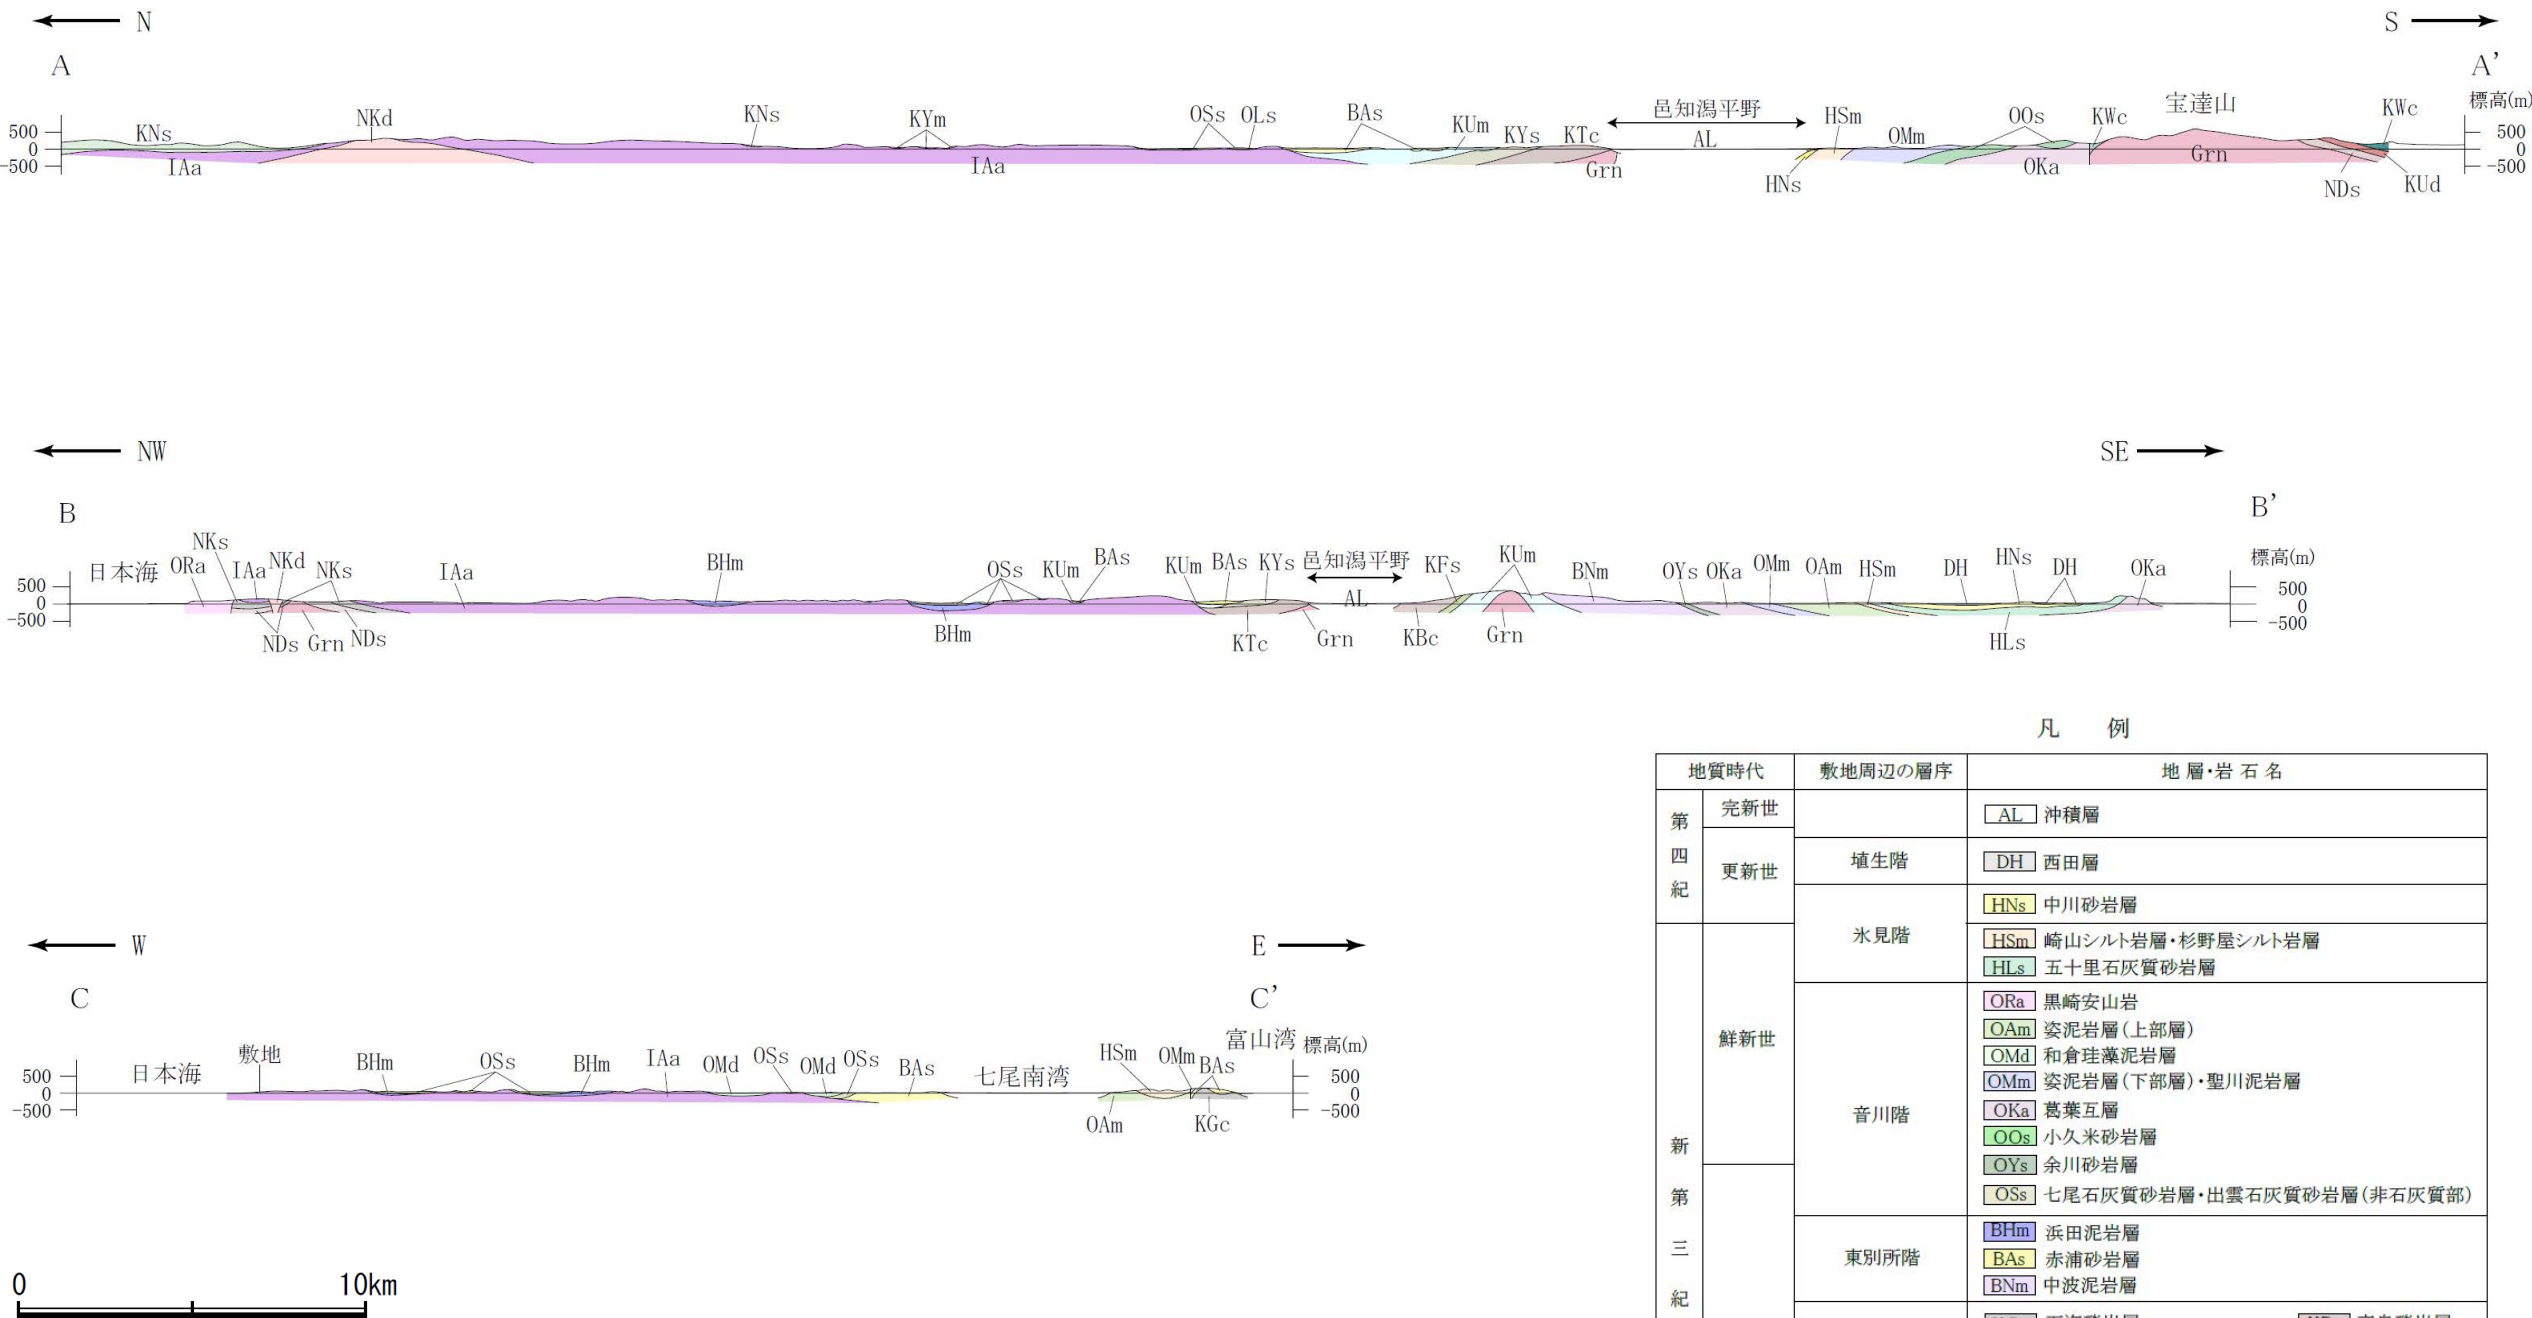 N S
A A’
KNs NKd KNs KYm OSs OLs BAs KUm KYs KTc 邑知潟平野 HSm OMm OOs KWc 宝達山 KWc 標高(m)
500 500
0 AL 0
-500 IAa IAa Grn HNs OKa Grn NDs KUd -500
NW SE
B B’
日本海 ORa NKs IAa NKd NKs IAa BHm OSs KUm BAs KUm BAs KYs 邑知潟平野 KFs KUm BNm OYs OKa OMm OAm HSm DH HNs DH OKa 標高(m)
500 500
0 AL 0
-500 NDs Grn NDs BHm KTc Grn KBc Grn HLs -500
W E
C C’
日本海 敷地 BHm OSs BHm IAa OMd OSs OMd OSs BAs 七尾南湾 HSm OMm BAs 富山湾 標高(m)
500 500
0 0
-500 OAm KGc -500
0 10km
凡 例
地質時代 敷地周辺の層序 地層・岩石名
第四紀 完新世 AL 沖積層
更新世 埴生階 DH 西田層
氷見階 HNs 中川砂岩層
新第三紀 鮮新世 HSm 崎山シルト岩層・杉野屋シルト岩層
HLs 五十里石灰質砂岩層
音川階 ORa 黒崎安山岩
OAm 姿泥岩層(上部層)
OMd 和倉珪藻泥岩層
OMm 姿泥岩層(下部層)・聖川泥岩層
OKa 葛葉互層
OOs 小久米砂岩層
OYs 余川砂岩層
OSs 七尾石灰質砂岩層・出雲石灰質砂岩層(非石灰質部)
東別所階 BHm 浜田泥岩層
BAs 赤浦砂岩層
BNm 中波泥岩層